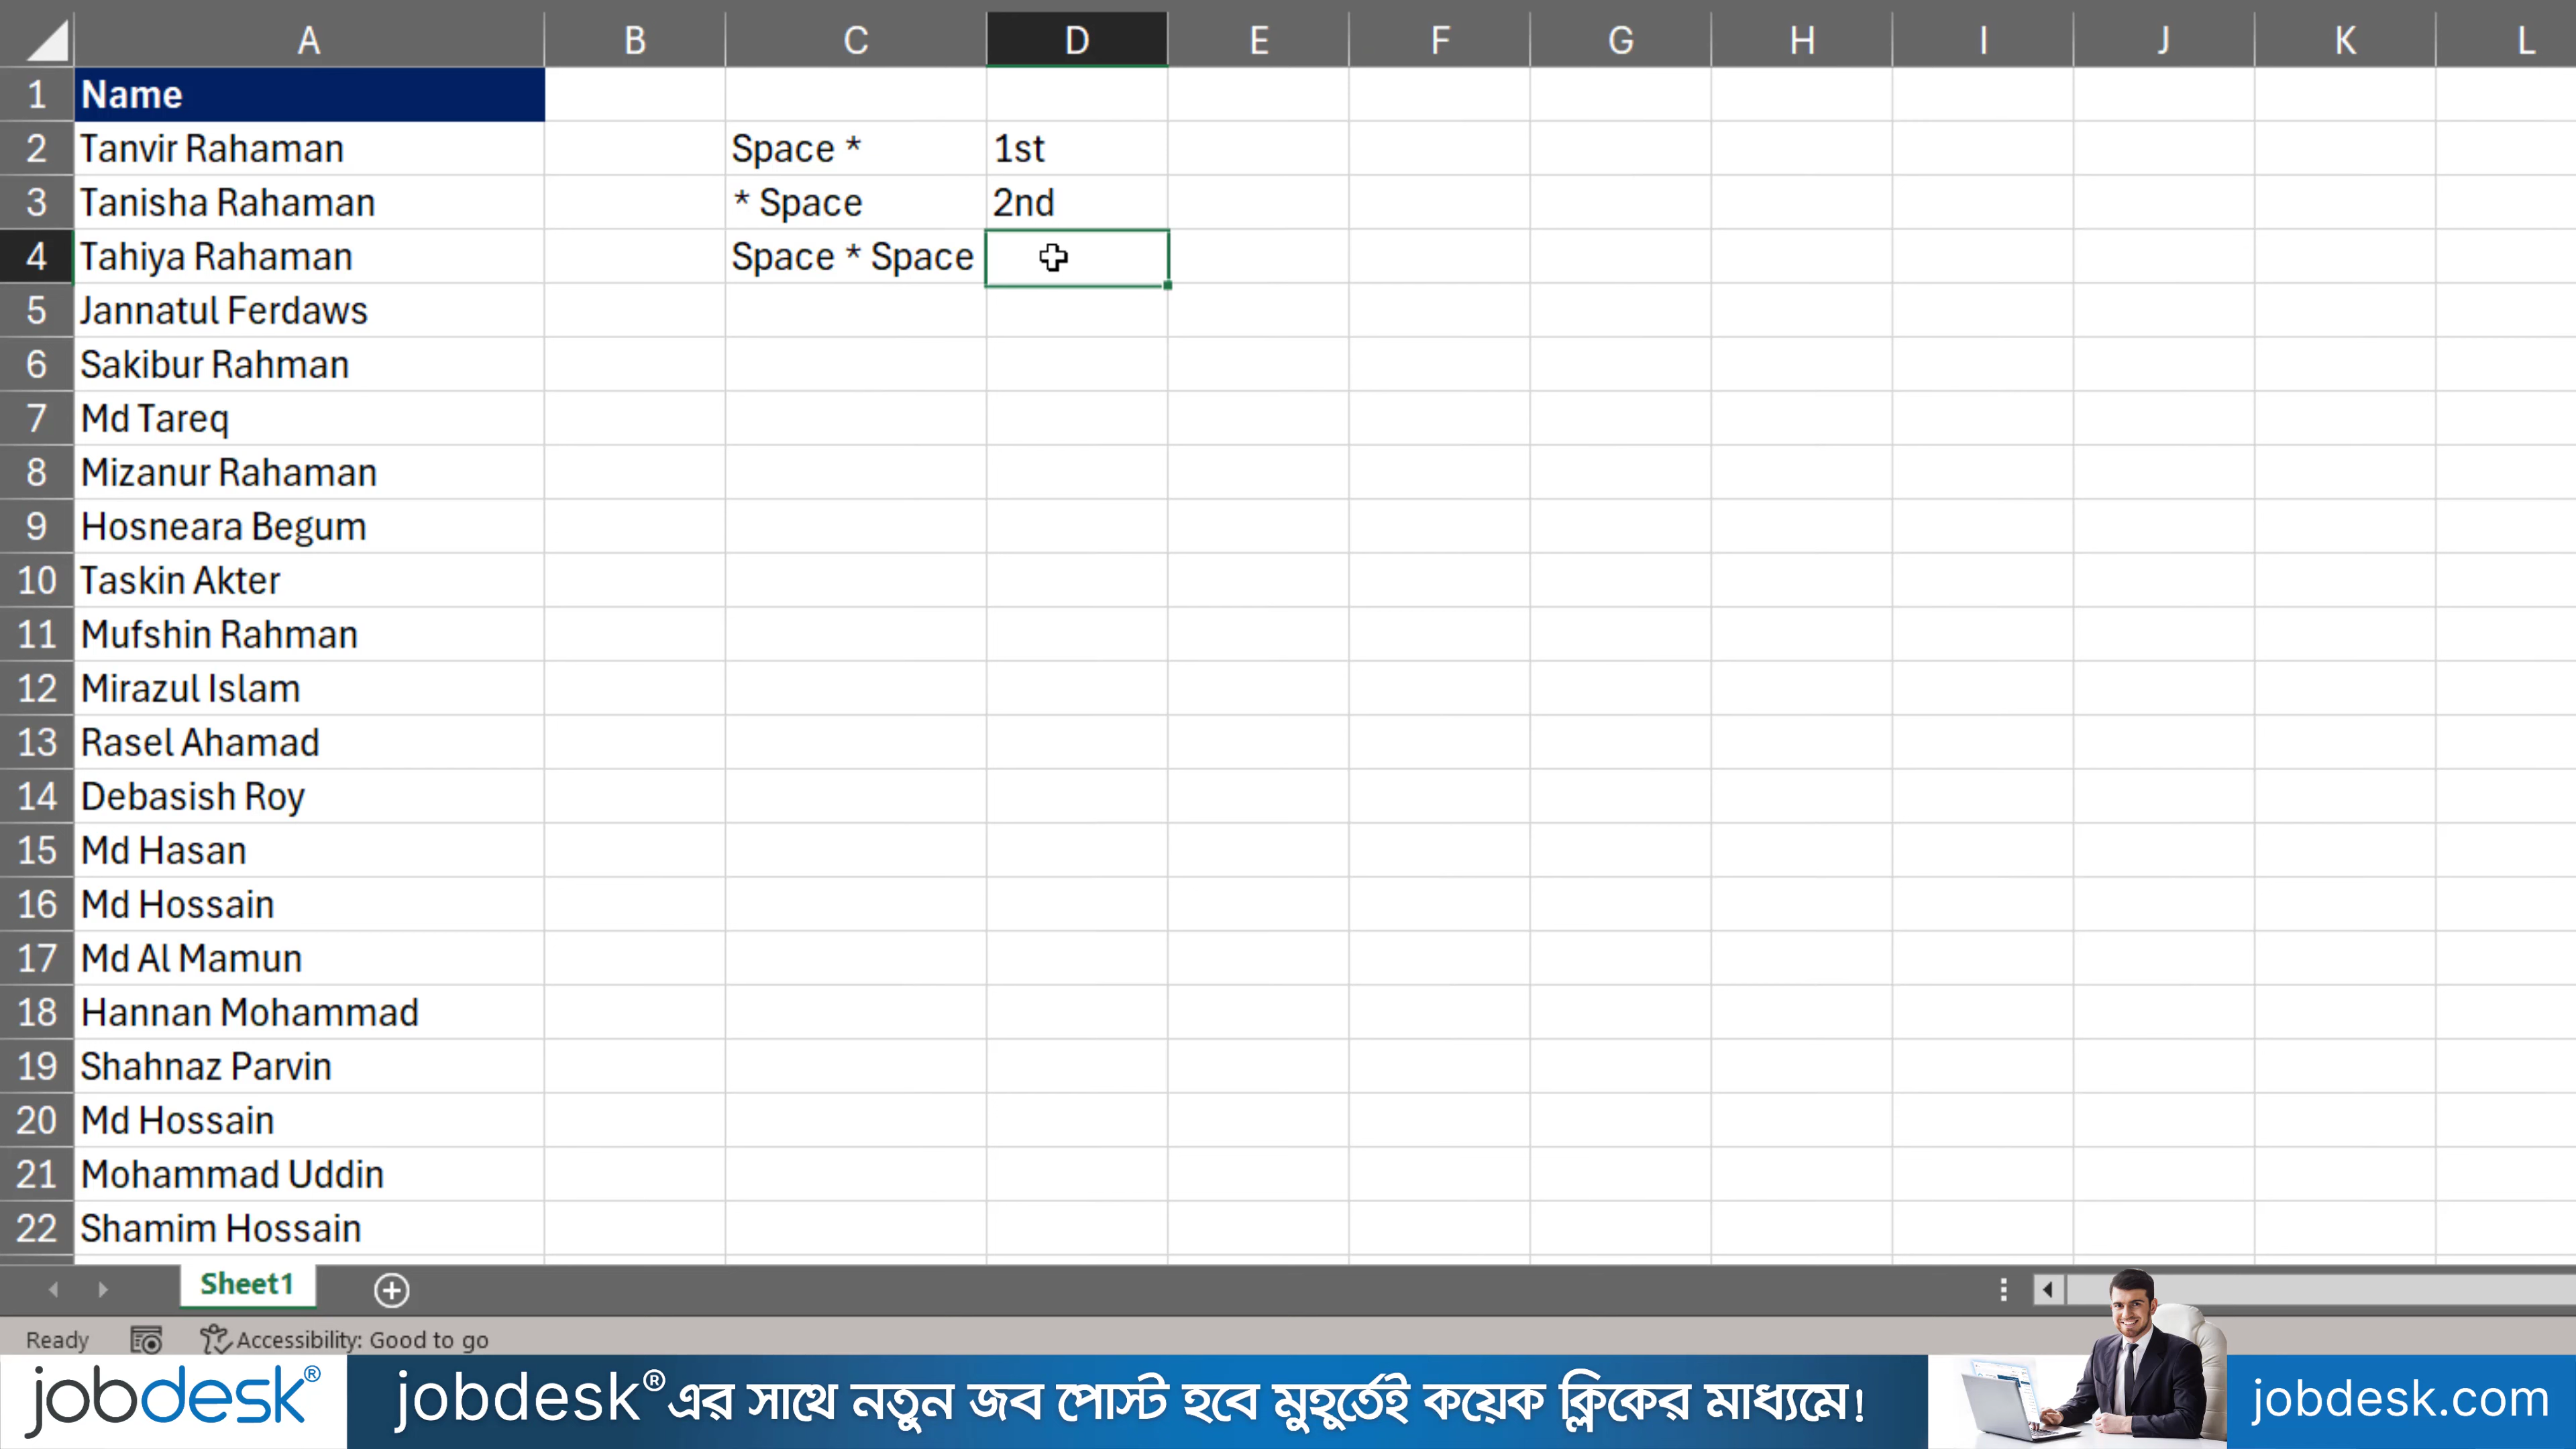 A B C D E F G H I J K L
1 Name
2 Tanvir Rahaman Space * 1st
3 Tanisha Rahaman * Space 2nd
4 Tahiya Rahaman Space * Space
5 Jannatul Ferdaws
6 Sakibur Rahman
7 Md Tareq
8 Mizanur Rahaman
9 Hosneara Begum
10 Taskin Akter
11 Mufshin Rahman
12 Mirazul Islam
13 Rasel Ahamad
14 Debasish Roy
15 Md Hasan
16 Md Hossain
17 Md Al Mamun
18 Hannan Mohammad
19 Shahnaz Parvin
20 Md Hossain
21 Mohammad Uddin
22 Shamim Hossain
Sheet1
Ready Accessibility: Good to go
jobdesk® jobdesk®এর সাথে নতুন জব পোস্ট হবে মুহুর্তেই কয়েক ক্লিকের মাধ্যমে! jobdesk.com